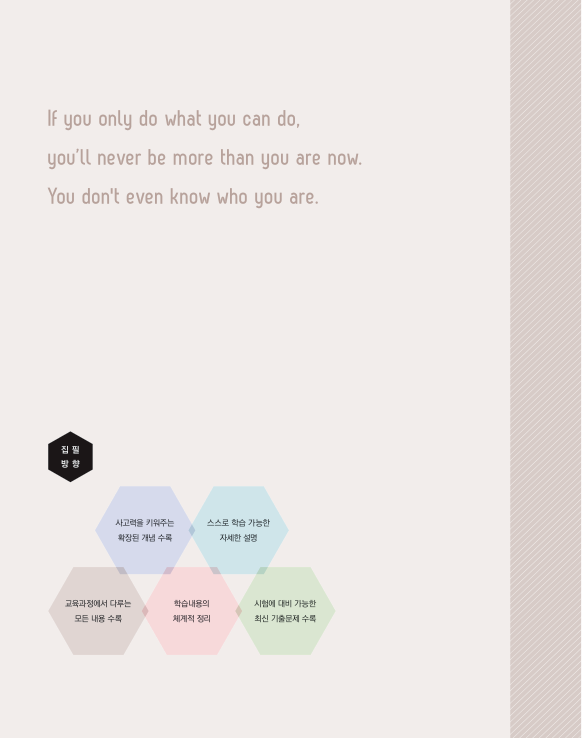 If you only do what you can do,
you'll never be more than you are now.
You don't even know who you are.
집 필
방 향
사고력을 키워주는
확장된 개념 수록
스스로 학습 가능한
자세한 설명
교육과정에서 다루는
모든 내용 수록
학습내용의
체계적 정리
시험에 대비 가능한
최신 기출문제 수록